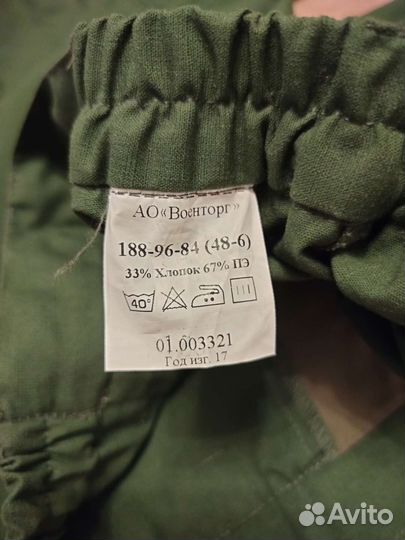 АО«Военторг»
188-96-84 (48-6)
33% Хлопок 67% ПЭ
40°
01.003321
Год изг. 17
Avito